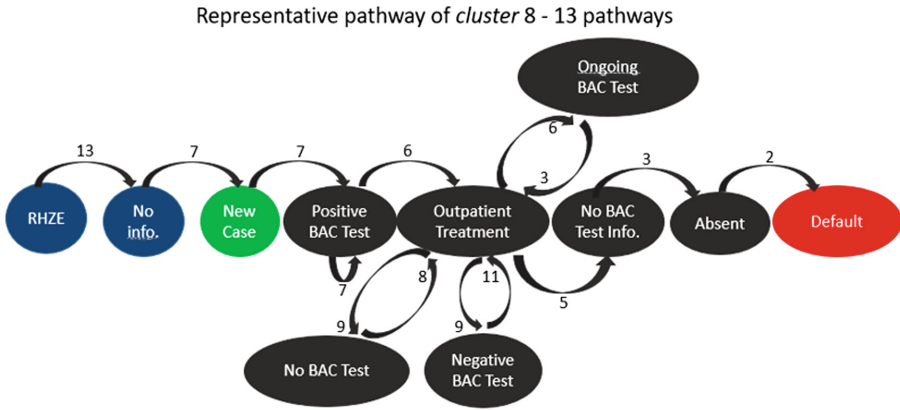 Representative pathway of cluster 8 - 13 pathways
Ongoing
BAC Test
6
3
13
7
7
6
3
2
RHZE
No
info.
New
Case
Positive
BAC Test
Outpatient
Treatment
No BAC
Test Info.
Absent
Default
7
8
11
5
9
9
No BAC Test
Negative
BAC Test